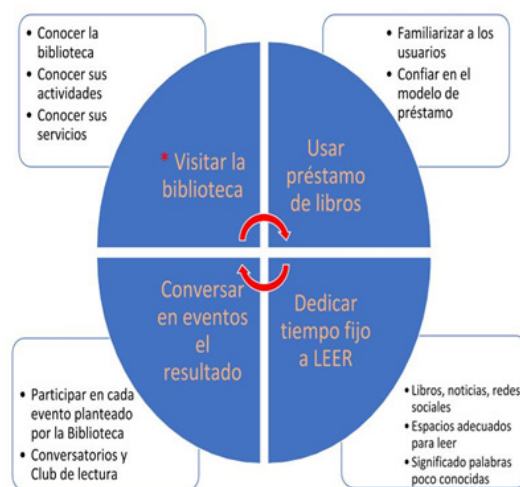 • Conocer la
biblioteca
• Conocer sus
actividades
• Conocer sus
servicios
• Familiarizar a los
usuarios
• Confiar en el
modelo de
préstamo
* Visitar la
biblioteca
Usar
préstamo
de libros
Conversar
en eventos
el
resultado
Dedicar
tiempo fijo
a LEER
• Participar en cada
evento planteado
por la Biblioteca
• Conversatorios y
Club de lectura
• Libros, noticias, redes
sociales
• Espacios adecuados
para leer
• Significado palabras
poco conocidas